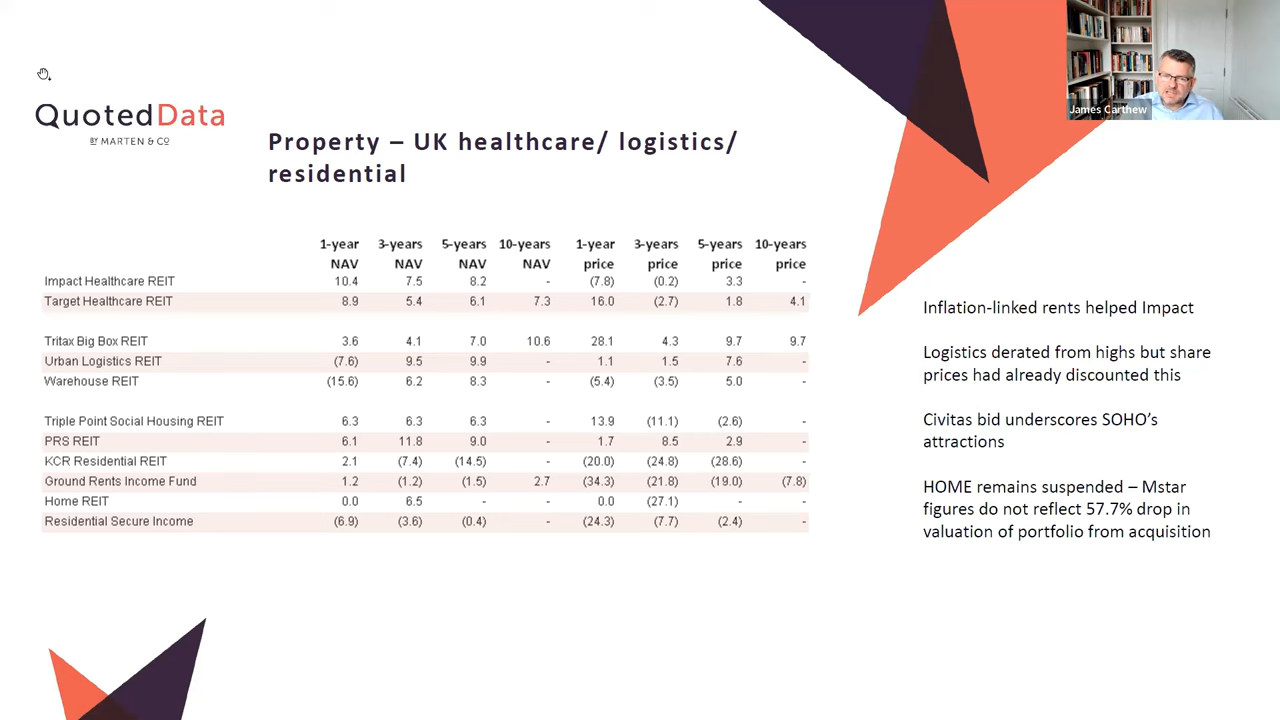 James Carthew
QuotedData
BY MARTEN & CO
Property – UK healthcare/ logistics/
residential
1-year 3-years 5-years 10-years 1-year 3-years 5-years 10-years
NAV NAV NAV NAV price price price price
Impact Healthcare REIT 10.4 7.5 8.2 - (7.8) (0.2) 3.3
Target Healthcare REIT 8.9 5.4 6.1 7.3 16.0 (2.7) 1.8 4.1
Tritax Big Box REIT 3.6 4.1 7.0 10.6 28.1 4.3 9.7 9.7
Urban Logistics REIT (7.6) 9.5 9.9 - 1.1 1.5 7.6 -
Warehouse REIT (15.6) 6.2 8.3 - (5.4) (3.5) 5.0 -
Triple Point Social Housing REIT 6.3 6.3 6.3 - 13.9 (11.1) (2.6) -
PRS REIT 6.1 11.8 9.0 - 1.7 8.5 2.9 -
KCR Residential REIT 2.1 (7.4) (14.5) - (20.0) (24.8) (28.6) -
Ground Rents Income Fund 1.2 (1.2) (1.5) 2.7 (34.3) (21.8) (19.0) (7.8)
Home REIT 0.0 6.5 - - 0.0 (27.1) - -
Residential Secure Income (6.9) (3.6) (0.4) - (24.3) (7.7) (2.4) -
Inflation-linked rents helped Impact
Logistics derated from highs but share
prices had already discounted this
Civitas bid underscores SOHO's
attractions
HOME remains suspended – Mstar
figures do not reflect 57.7% drop in
valuation of portfolio from acquisition